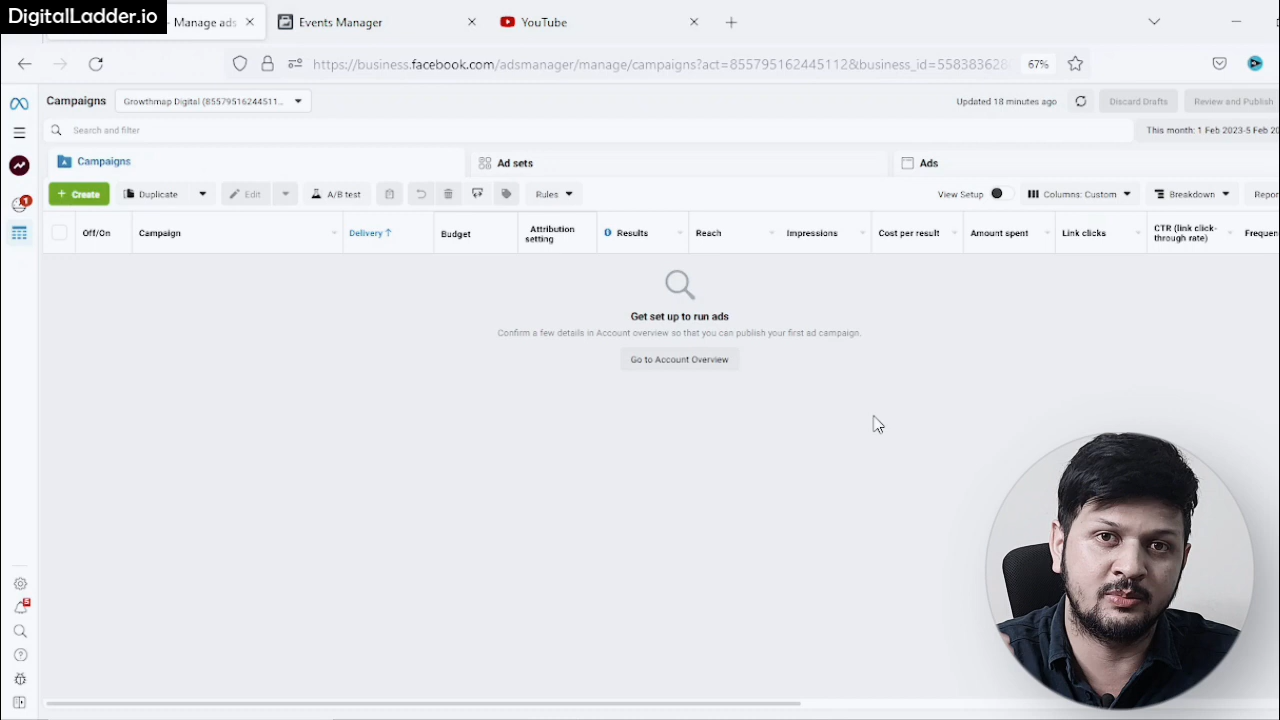 DigitalLadder.io
Manage ads
Events Manager
YouTube
https://business.facebook.com/adsmanager/manage/campaigns?act=855795162445112&business_id=55838362
67%
Campaigns
Growthmap Digital (85579516244511...
Updated 18 minutes ago
Discard Drafts
Review and Publish
Search and filter
This month: 1 Feb 2023-5 Feb 20
Campaigns
Ad sets
Ads
+ Create
Duplicate
Edit
A/B test
Rules
View Setup
Columns: Custom
Breakdown
Repor
1
Off/On
Campaign
Delivery ↑
Budget
Attribution
setting
Results
Reach
Impressions
Cost per result
Amount spent
Link clicks
CTR (link click-
through rate)
Frequen
Get set up to run ads
Confirm a few details in Account overview so that you can publish your first ad campaign.
Go to Account Overview